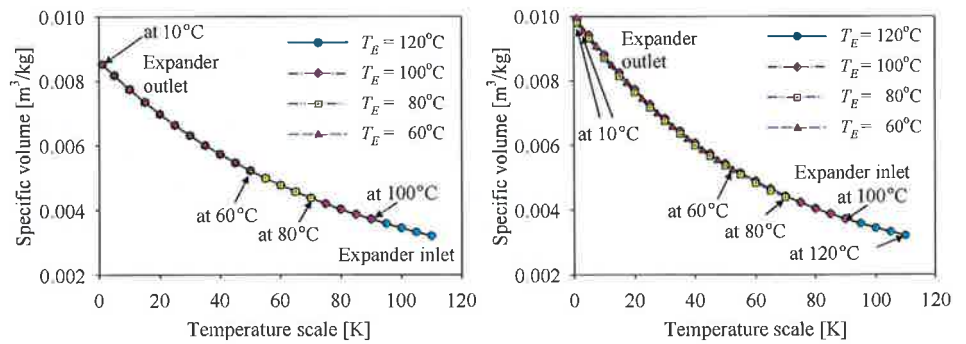 0.010
0.008
0.006
0.004
0.002
Specific volume [m³/kg]
0 20 40 60 80 100 120
Temperature scale [K]
at 10°C
Expander
outlet
T_E = 120°C
T_E = 100°C
T_E = 80°C
T_E = 60°C
at 60°C
at 80°C
at 100°C
Expander inlet
0.010
0.008
0.006
0.004
0.002
Specific volume [m³/kg]
0 20 40 60 80 100 120
Temperature scale [K]
Expander
outlet
at 10°C
T_E = 120°C
T_E = 100°C
T_E = 80°C
T_E = 60°C
at 60°C
at 80°C
Expander inlet
at 100°C
at 120°C